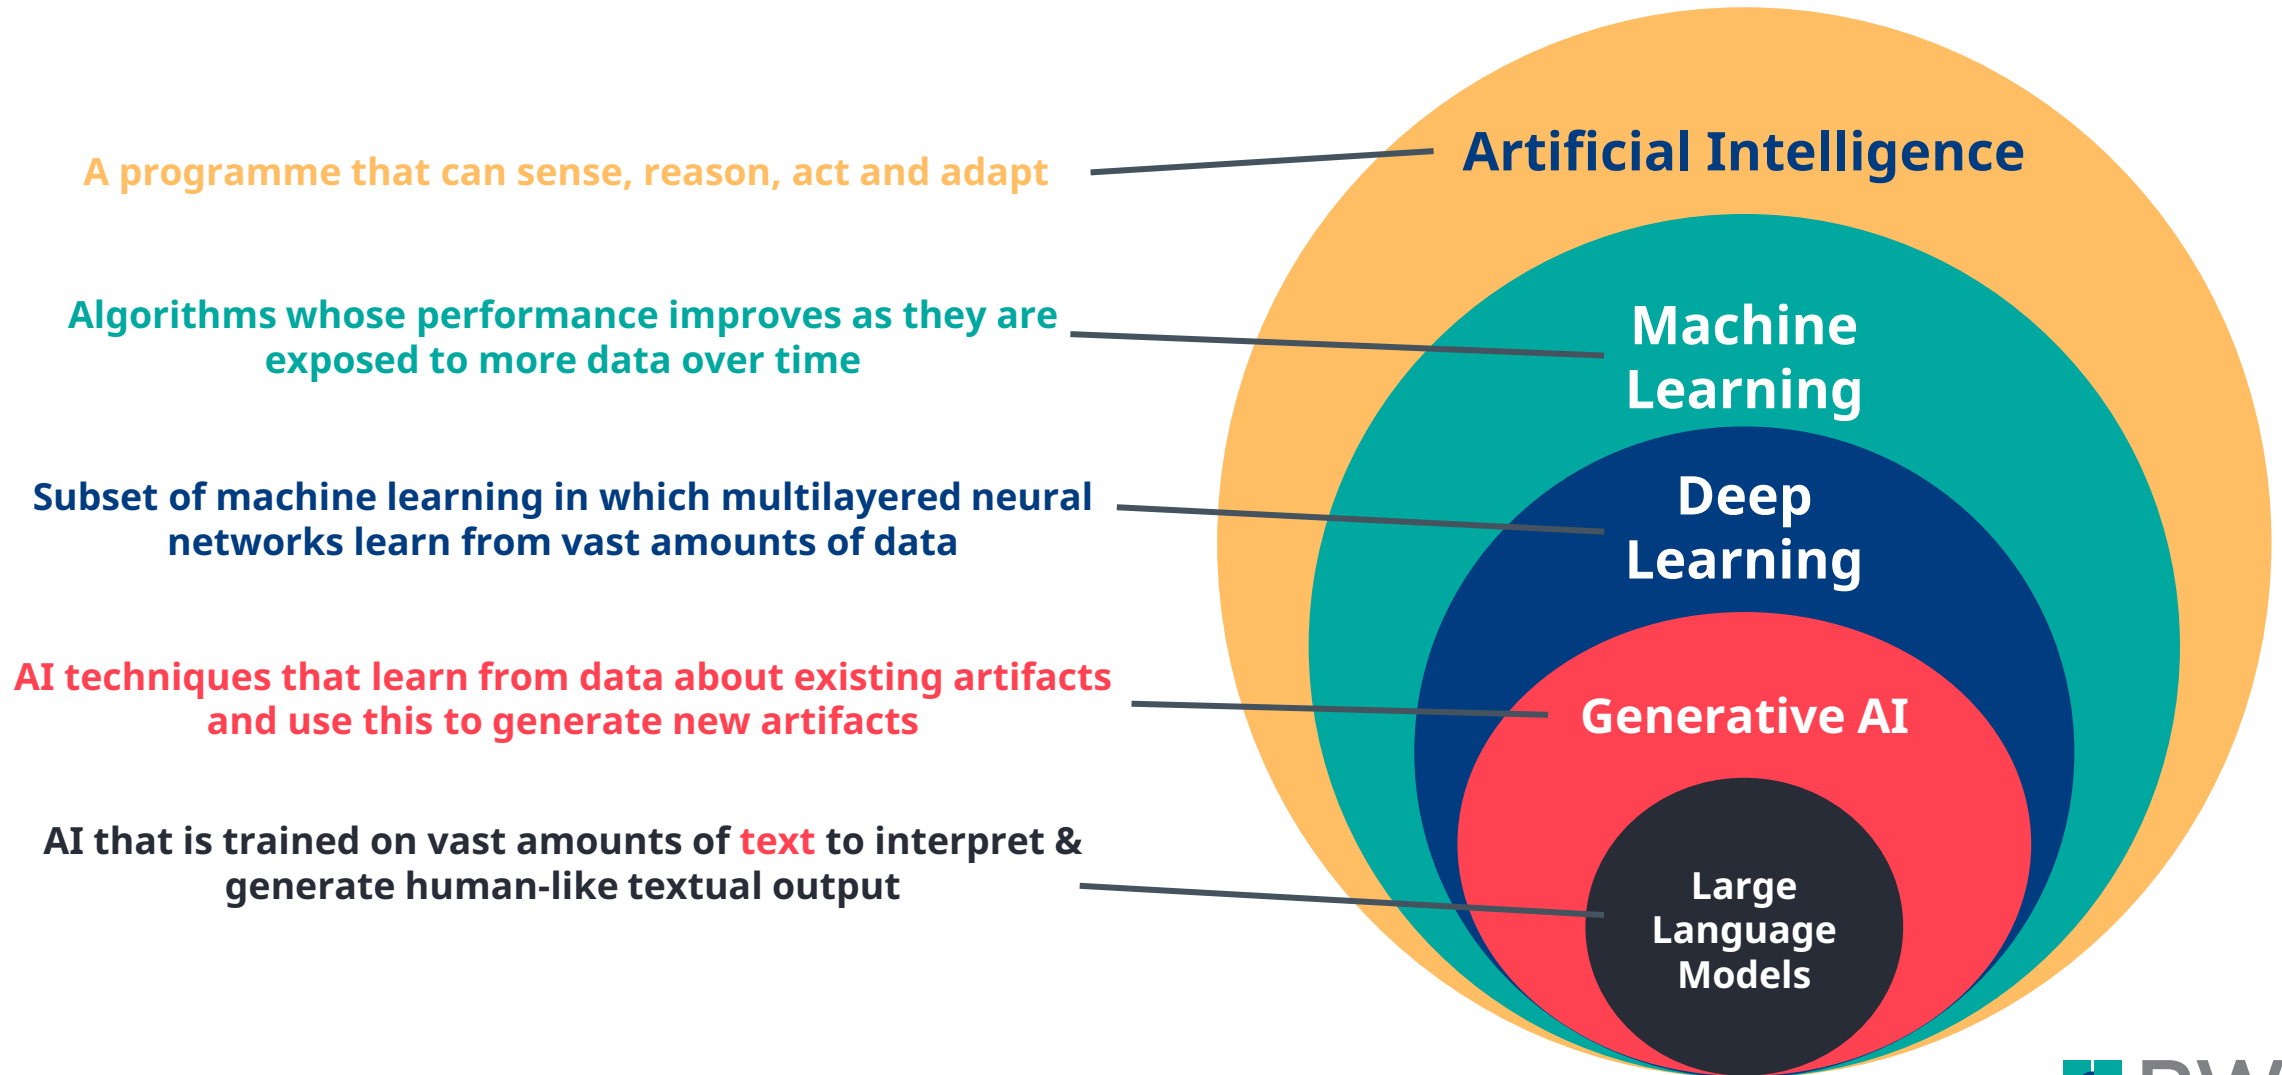 A programme that can sense, reason, act and adapt
Artificial Intelligence
Algorithms whose performance improves as they are
exposed to more data over time
Machine
Learning
Subset of machine learning in which multilayered neural
networks learn from vast amounts of data
Deep
Learning
AI techniques that learn from data about existing artifacts
and use this to generate new artifacts
Generative AI
AI that is trained on vast amounts of text to interpret &
generate human-like textual output
Large
Language
Models